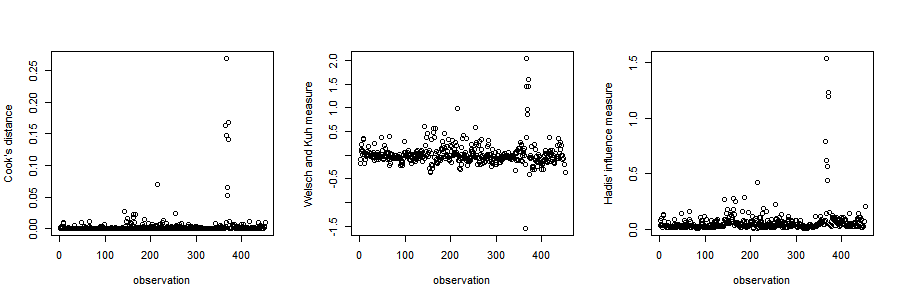 Cook's distance
0.00 0.05 0.10 0.15 0.20 0.25
0 100 200 300 400
observation
Welsch and Kuh measure
-1.5 -0.5 0.5 1.0 1.5 2.0
0 100 200 300 400
observation
Hadis' influence measure
0.0 0.5 1.0 1.5
0 100 200 300 400
observation